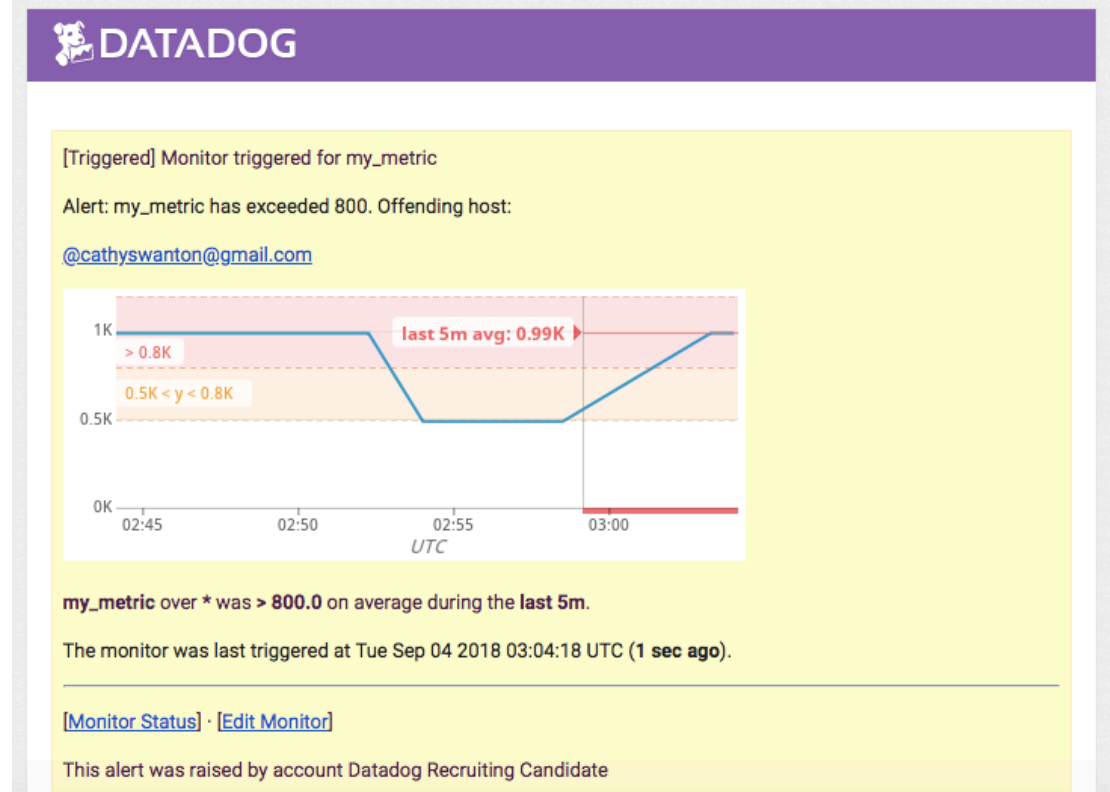 DATADOG
[Triggered] Monitor triggered for my_metric
Alert: my_metric has exceeded 800. Offending host:
@cathyswanton@gmail.com
1K
last 5m avg: 0.99K
> 0.8K
0.5K < y < 0.8K
0.5K
0K
02:45 02:50 02:55 03:00
UTC
my_metric over * was > 800.0 on average during the last 5m.
The monitor was last triggered at Tue Sep 04 2018 03:04:18 UTC (1 sec ago).
[Monitor Status] · [Edit Monitor]
This alert was raised by account Datadog Recruiting Candidate